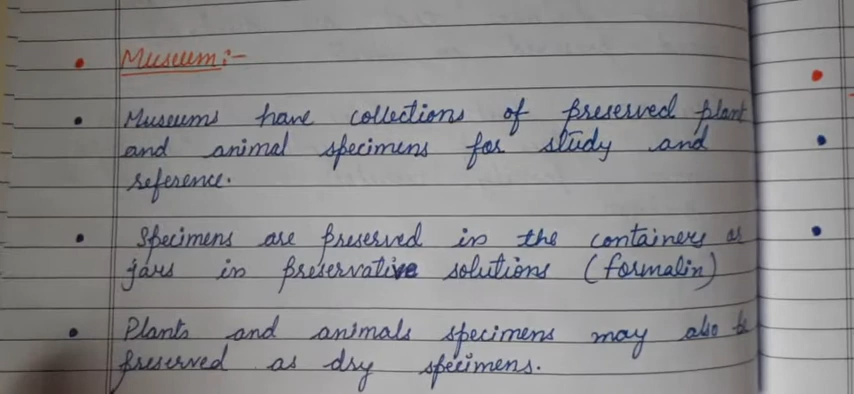 • Museum:-
• Museums have collections of preserved plant
and animal specimens for study and
reference.
• Specimens are preserved in the containers or
jars in preservative solutions (formalin)
• Plants and animals specimens may also be
preserved as dry specimens.